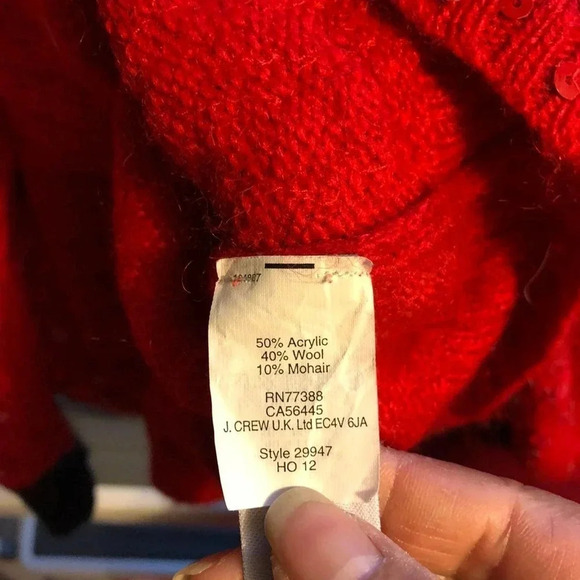 50% Acrylic
40% Wool
10% Mohair
RN77388
CA56445
J. CREW U.K. Ltd EC4V 6JA
Style 29947
HO 12